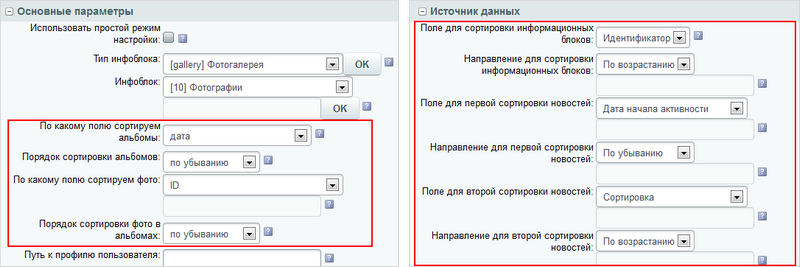 Основные параметры
Использовать простой режим
настройки:
Тип инфоблока:
[gallery] Фотогалерея
OK
Инфоблок:
[10] Фотографии
OK
По какому полю сортируем
альбомы:
дата
Порядок сортировки альбомов:
по убыванию
По какому полю сортируем фото:
ID
Порядок сортировки фото в
альбомах:
по убыванию
Путь к профилю пользователя:
Источник данных
Поле для сортировки информационных
блоков:
Идентификатор
Направление для сортировки
информационных блоков:
По возрастанию
Поле для первой сортировки новостей:
Дата начала активности
Направление для первой сортировки
новостей:
По убыванию
Поле для второй сортировки новостей:
Сортировка
Направление для второй сортировки
новостей:
По возрастанию